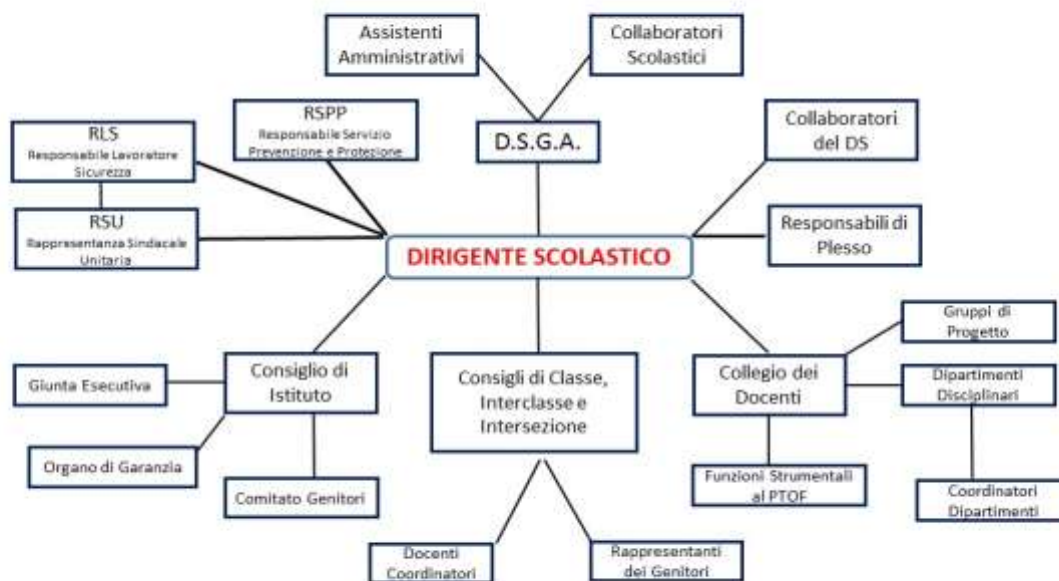 Assistenti
Amministrativi
Collaboratori
Scolastici
RSPP
Responsabile Servizio
Prevenzione e Protezione
RLS
Responsabile Lavoratore
Sicurezza
D.S.G.A.
Collaboratori
del DS
RSU
Rappresentanza Sindacale
Unitaria
DIRIGENTE SCOLASTICO
Responsabili di
Plesso
Gruppi di
Progetto
Giunta Esecutiva
Consiglio di
Istituto
Consigli di Classe,
Interclasse e
Intersezione
Collegio dei
Docenti
Dipartimenti
Disciplinari
Organo di Garanzia
Comitato Genitori
Funzioni Strumentali
al PTOF
Coordinatori
Dipartimenti
Docenti
Coordinatori
Rappresentanti
dei Genitori